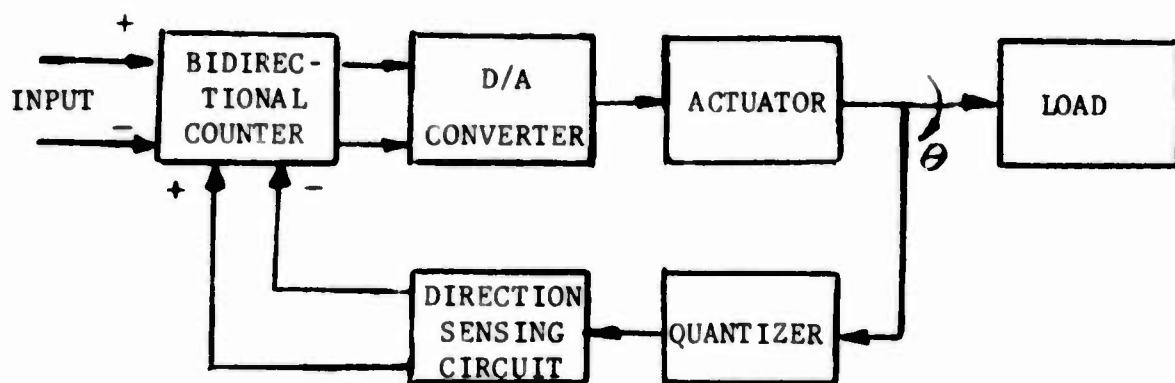 +
INPUT
-
BIDIREC-
TIONAL
COUNTER
D/A
CONVERTER
ACTUATOR
θ
LOAD
+
-
DIRECTION
SENSING
CIRCUIT
QUANTIZER